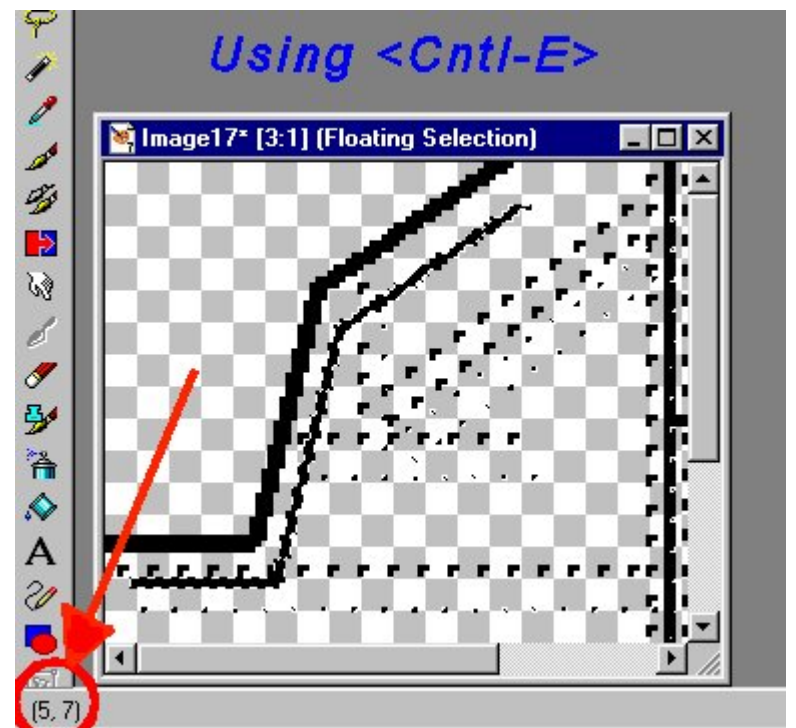 Using <Cntl-E>
Image17* [3:1] (Floating Selection)
A
(5, 7)